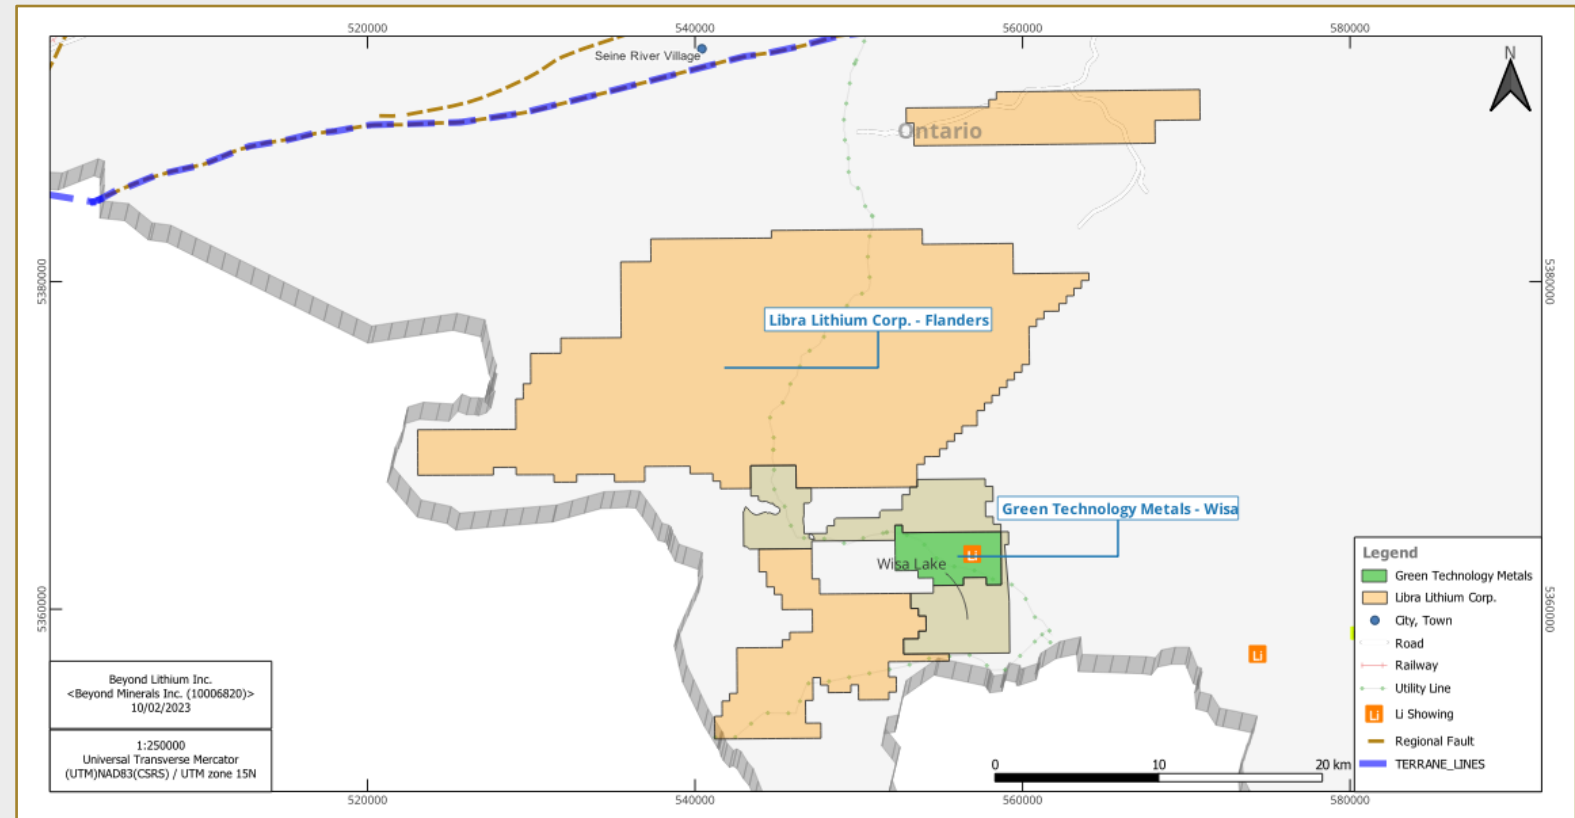 520000
540000
560000
580000
Seine River Village
N
Ontario
5380000
5380000
Libra Lithium Corp. - Flanders
Green Technology Metals - Wisa
Li
Wisa Lake
5360000
5360000
Li
Legend
Green Technology Metals
Libra Lithium Corp.
City, Town
Road
Railway
Utility Line
Li
Li Showing
Regional Fault
TERRANE_LINES
Beyond Lithium Inc.
<Beyond Minerals Inc. (10006820)>
10/02/2023
1:250000
Universal Transverse Mercator
(UTM)NAD83(CSRS) / UTM zone 15N
0
10
20 km
520000
540000
560000
580000